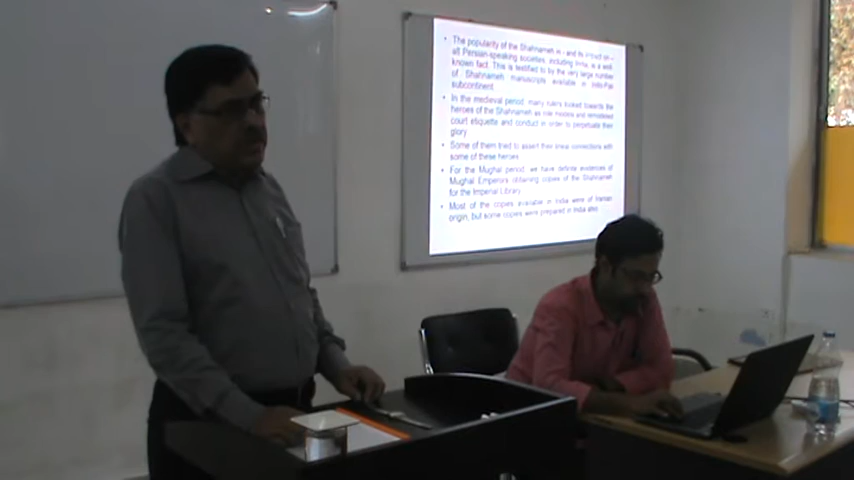 • The popularity of the Shahnameh in - and its impact on –
all Persian-speaking societies, including India, is a well
known fact. This is testified to by the very large number
of Shahnameh manuscripts available in Indo-Pak
subcontinent.
• In the medieval period, many rulers looked towards the
heroes of the Shahnameh as role models and remodeled
court etiquette and conduct in order to perpetuate their
glory.
• Some of them tried to assert their lineal connections with
some of these heroes.
• For the Mughal period, we have definite evidences of
Mughal Emperors obtaining copies of the Shahnameh
for the Imperial Library.
• Most of the copies available in India were of Iranian
origin, but some copies were prepared in India also.